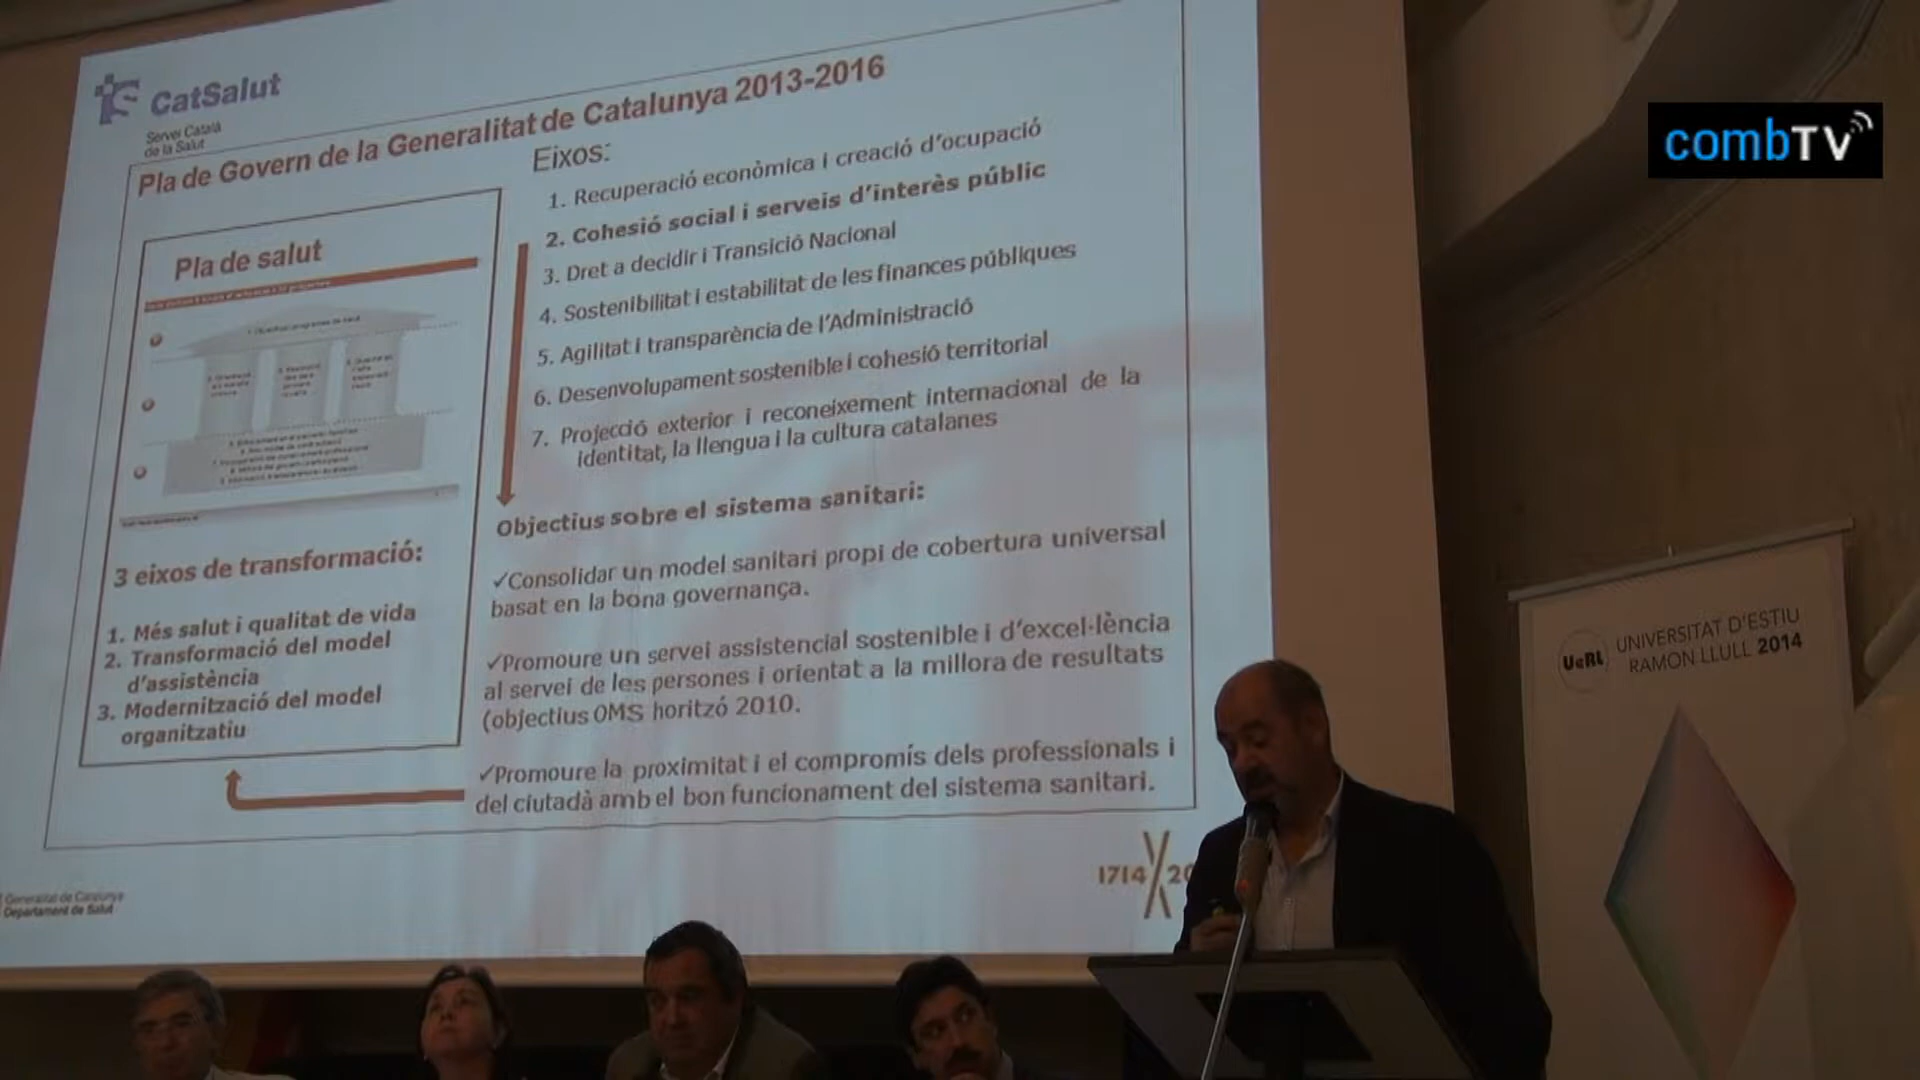 CatSalut
Servei Català
de la Salut
Pla de Govern de la Generalitat de Catalunya 2013-2016
Pla de salut
3 eixos de transformació:
1. Més salut i qualitat de vida
2. Transformació del model
d'assistència
3. Modernització del model
organitzatiu
Eixos:
1. Recuperació econòmica i creació d'ocupació
2. Cohesió social i serveis d'interès públic
3. Dret a decidir i Transició Nacional
4. Sostenibilitat i estabilitat de les finances públiques
5. Agilitat i transparència de l'Administració
6. Desenvolupament sostenible i cohesió territorial
7. Projecció exterior i reconeixement internacional de la
identitat, la llengua i la cultura catalanes
Objectius sobre el sistema sanitari:
✓Consolidar un model sanitari propi de cobertura universal
basat en la bona governança.
✓Promoure un servei assistencial sostenible i d'excel·lència
al servei de les persones i orientat a la millora de resultats
(objectius OMS horitzó 2010.
✓Promoure la proximitat i el compromís dels professionals i
del ciutadà amb el bon funcionament del sistema sanitari.
Generalitat de Catalunya
Departament de Salut
1714 20
combTV
UeRL
UNIVERSITAT D'ESTIU
RAMON LLULL 2014